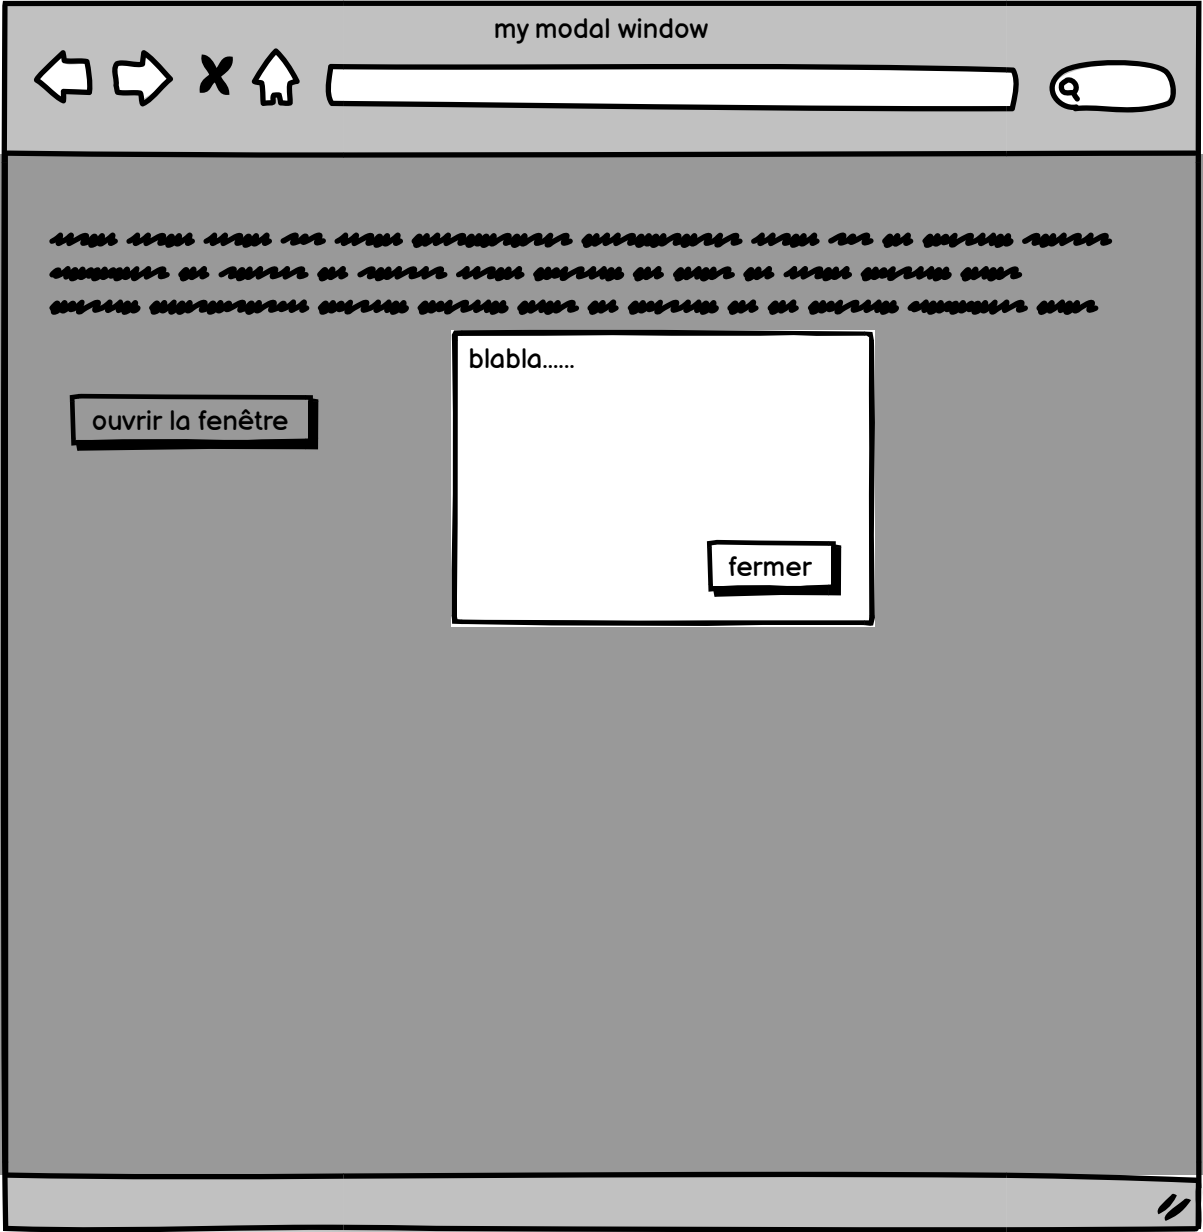 my modal window
blabla......
ouvrir la fenêtre
fermer